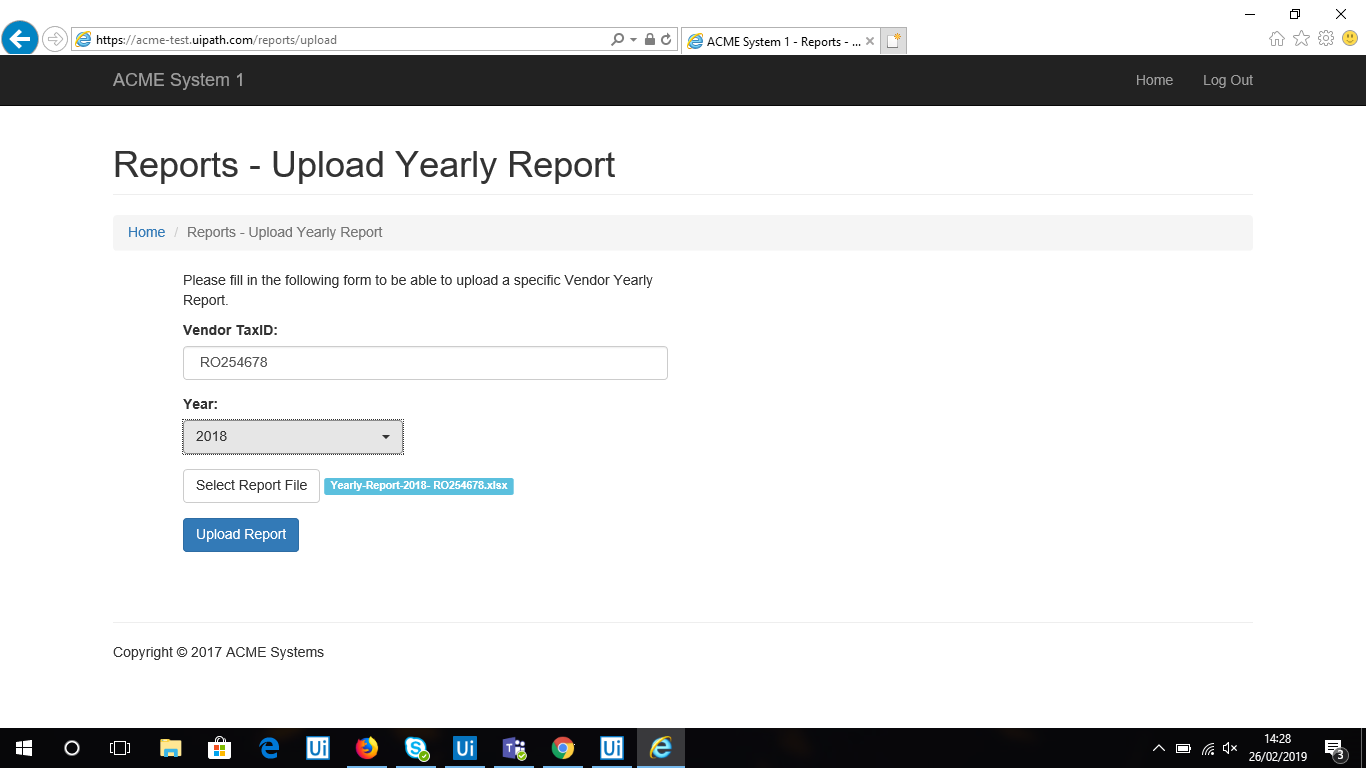 https://acme-test.uipath.com/reports/upload
ACME System 1 - Reports - ...
ACME System 1
Home
Log Out
Reports - Upload Yearly Report
Home / Reports - Upload Yearly Report
Please fill in the following form to be able to upload a specific Vendor Yearly
Report.
Vendor TaxID:
RO254678
Year:
2018
Select Report File
Yearly-Report-2018- RO254678.xlsx
Upload Report
Copyright © 2017 ACME Systems
Ui
Ui
Ui
14:28
26/02/2019
3